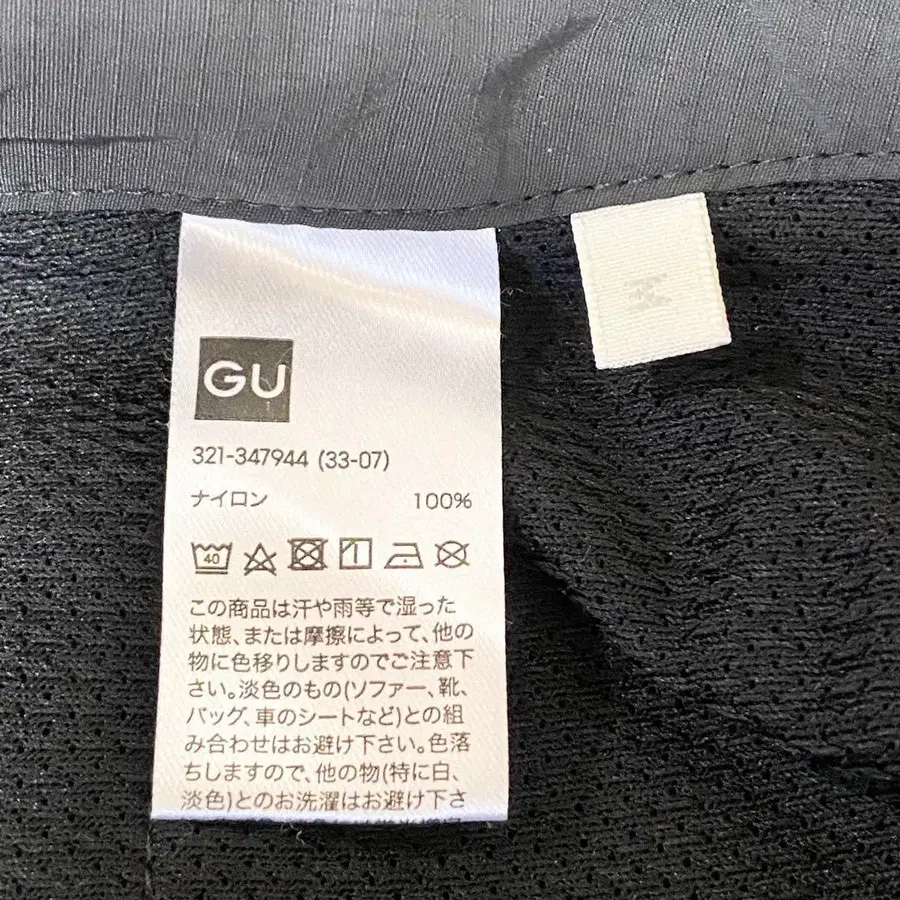 GU
321-347944 (33-07)
ナイロン 100%
40
この商品は汗や雨等で湿った
状態、または摩擦によって、他の
物に色移りしますのでご注意下
さい。淡色のもの(ソファー、靴、
バッグ、車のシートなど)との組
み合わせはお避け下さい。色落
ちしますので、他の物(特に白、
淡色)とのお洗濯はお避け下さ
M